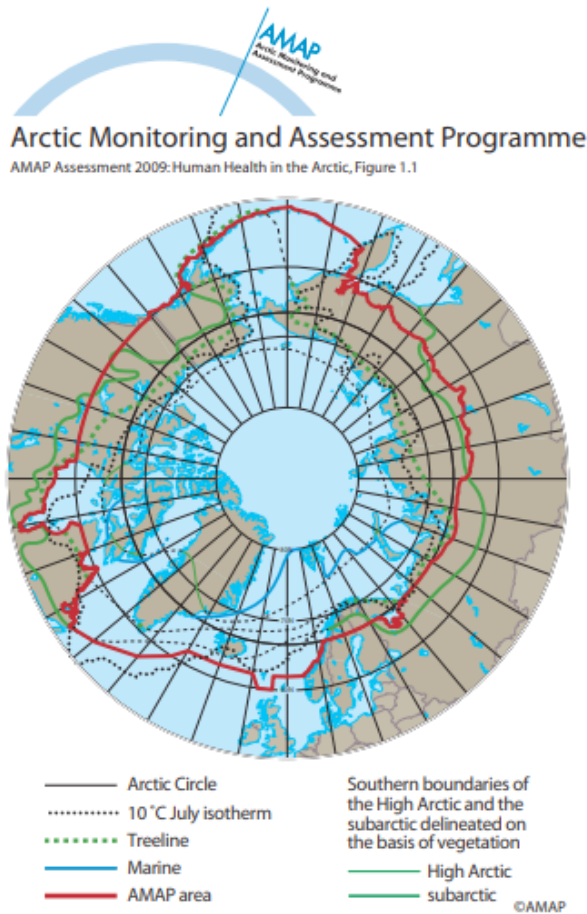 AMAP
Arctic Monitoring and
Assessment Programme
Arctic Monitoring and Assessment Programme
AMAP Assessment 2009: Human Health in the Arctic, Figure 1.1
Arctic Circle
10 ˚C July isotherm
Treeline
Marine
AMAP area
Southern boundaries of
the High Arctic and the
subarctic delineated on
the basis of vegetation
High Arctic
subarctic
©AMAP